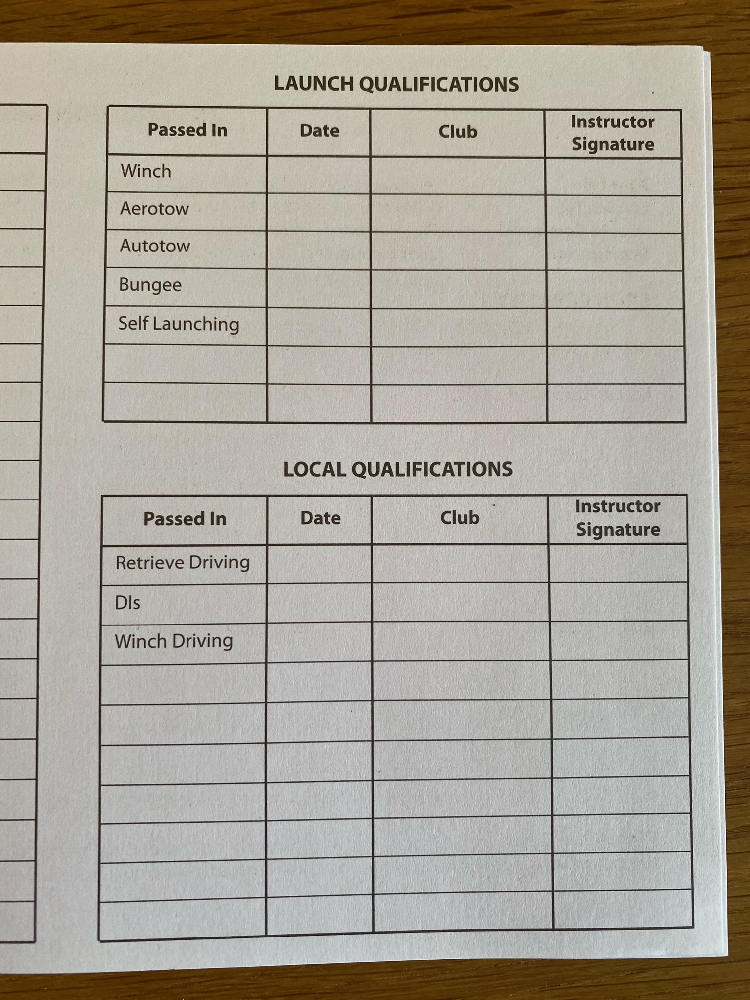 LAUNCH QUALIFICATIONS
Passed In Date Club Instructor Signature
Winch
Aerotow
Autotow
Bungee
Self Launching
LOCAL QUALIFICATIONS
Passed In Date Club Instructor Signature
Retrieve Driving
DIs
Winch Driving